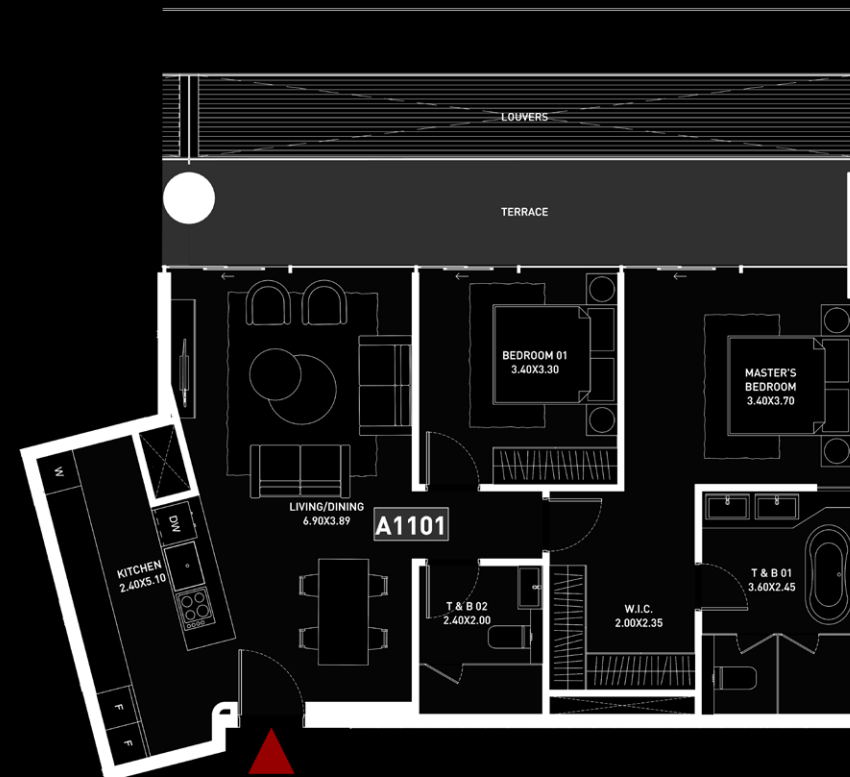 LOUVERS
TERRACE
BEDROOM 01
3.40X3.30
MASTER'S
BEDROOM
3.40X3.70
W
LIVING/DINING
6.90X3.89
A1101
DW
KITCHEN
2.40X5.10
T & B 02
2.40X2.00
W.I.C.
2.00X2.35
T & B 01
3.60X2.45
F
F